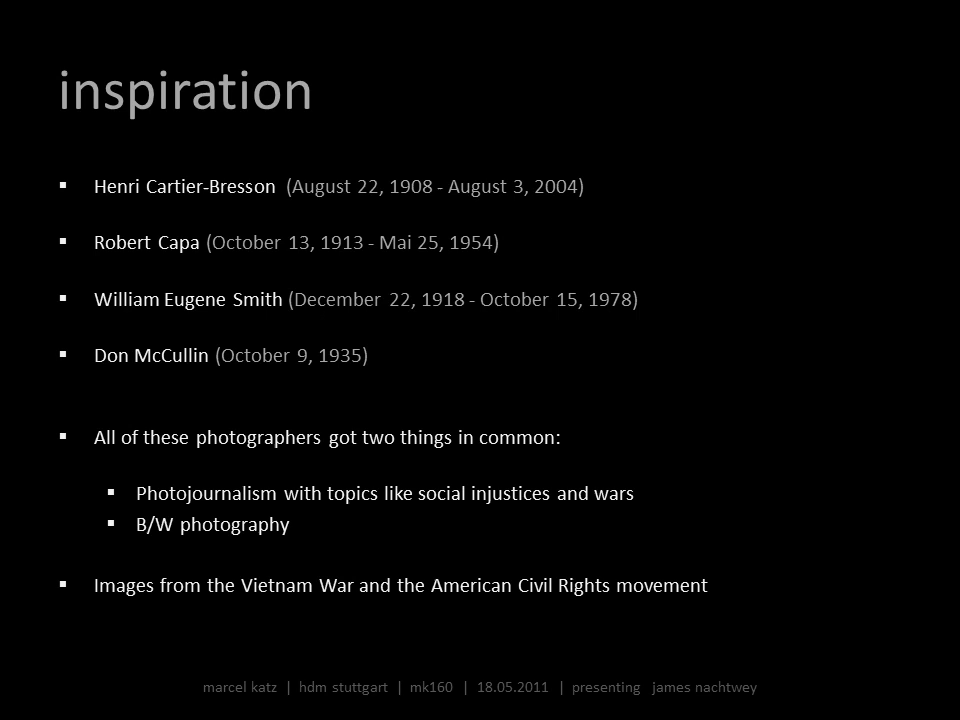 inspiration
▪ Henri Cartier-Bresson (August 22, 1908 - August 3, 2004)
▪ Robert Capa (October 13, 1913 - Mai 25, 1954)
▪ William Eugene Smith (December 22, 1918 - October 15, 1978)
▪ Don McCullin (October 9, 1935)
▪ All of these photographers got two things in common:
▪ Photojournalism with topics like social injustices and wars
▪ B/W photography
▪ Images from the Vietnam War and the American Civil Rights movement
marcel katz | hdm stuttgart | mk160 | 18.05.2011 | presenting james nachtwey